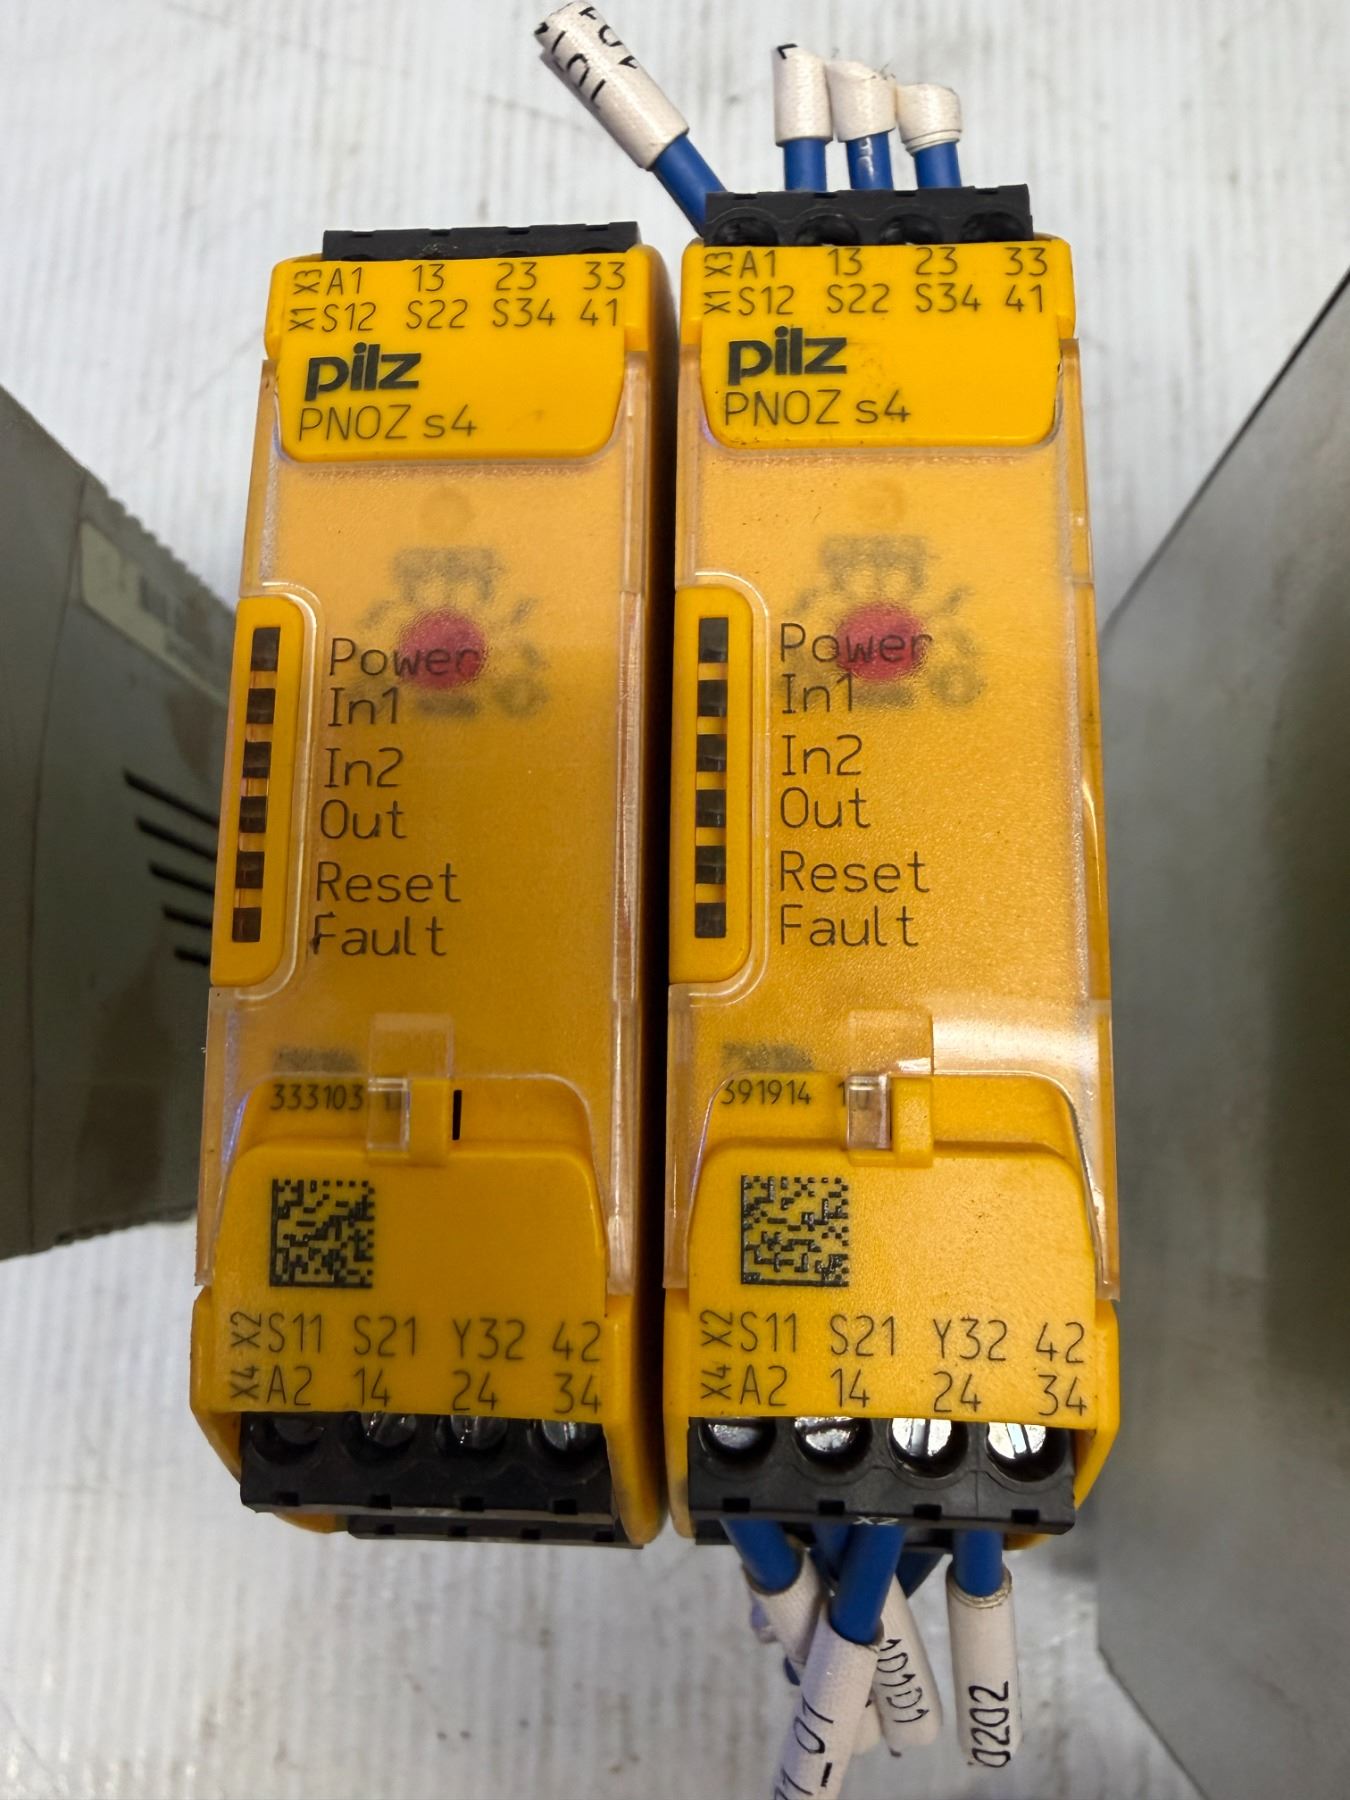 X3 A1 13 23 33
X1 S12 S22 S34 41
pilz
PNOZ s4
Power
In1
In2
Out
Reset
Fault
333103
X2 S11 S21 Y32 42
X4 A2 14 24 34
X3 A1 13 23 33
X1 S12 S22 S34 41
pilz
PNOZ s4
Power
In1
In2
Out
Reset
Fault
391914
X2 S11 S21 Y32 42
X4 A2 14 24 34
X2
0202